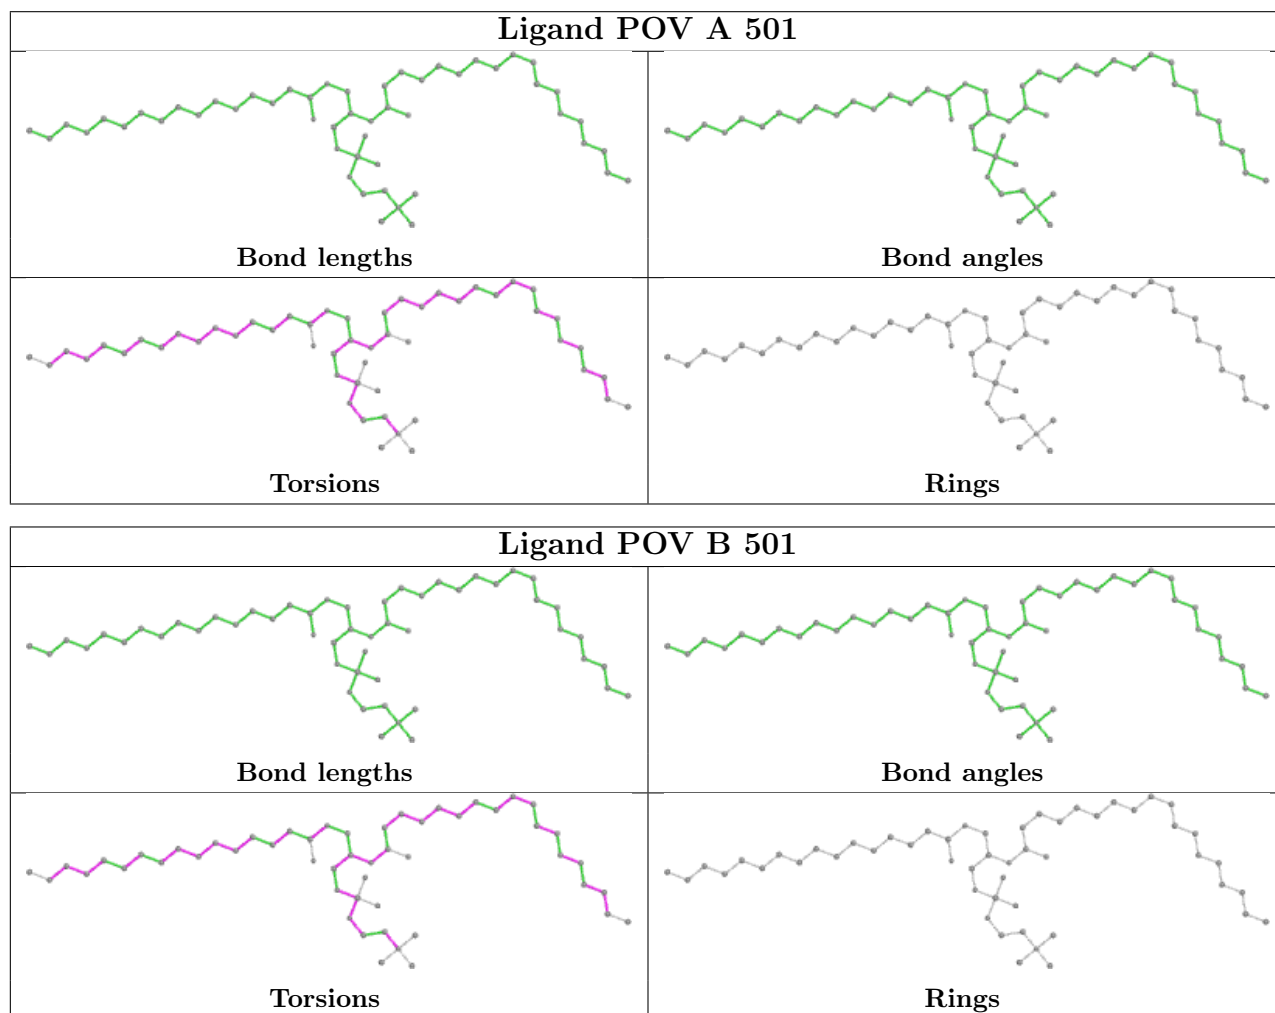 Ligand POV A 501
Bond lengths
Bond angles
Torsions
Rings
Ligand POV B 501
Bond lengths
Bond angles
Torsions
Rings